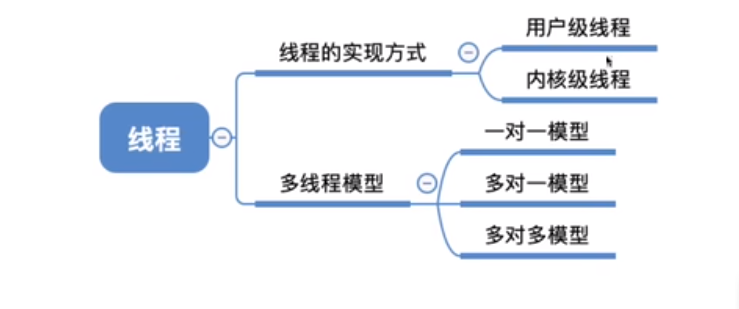 线程
线程的实现方式
用户级线程
内核级线程
多线程模型
一对一模型
多对一模型
多对多模型